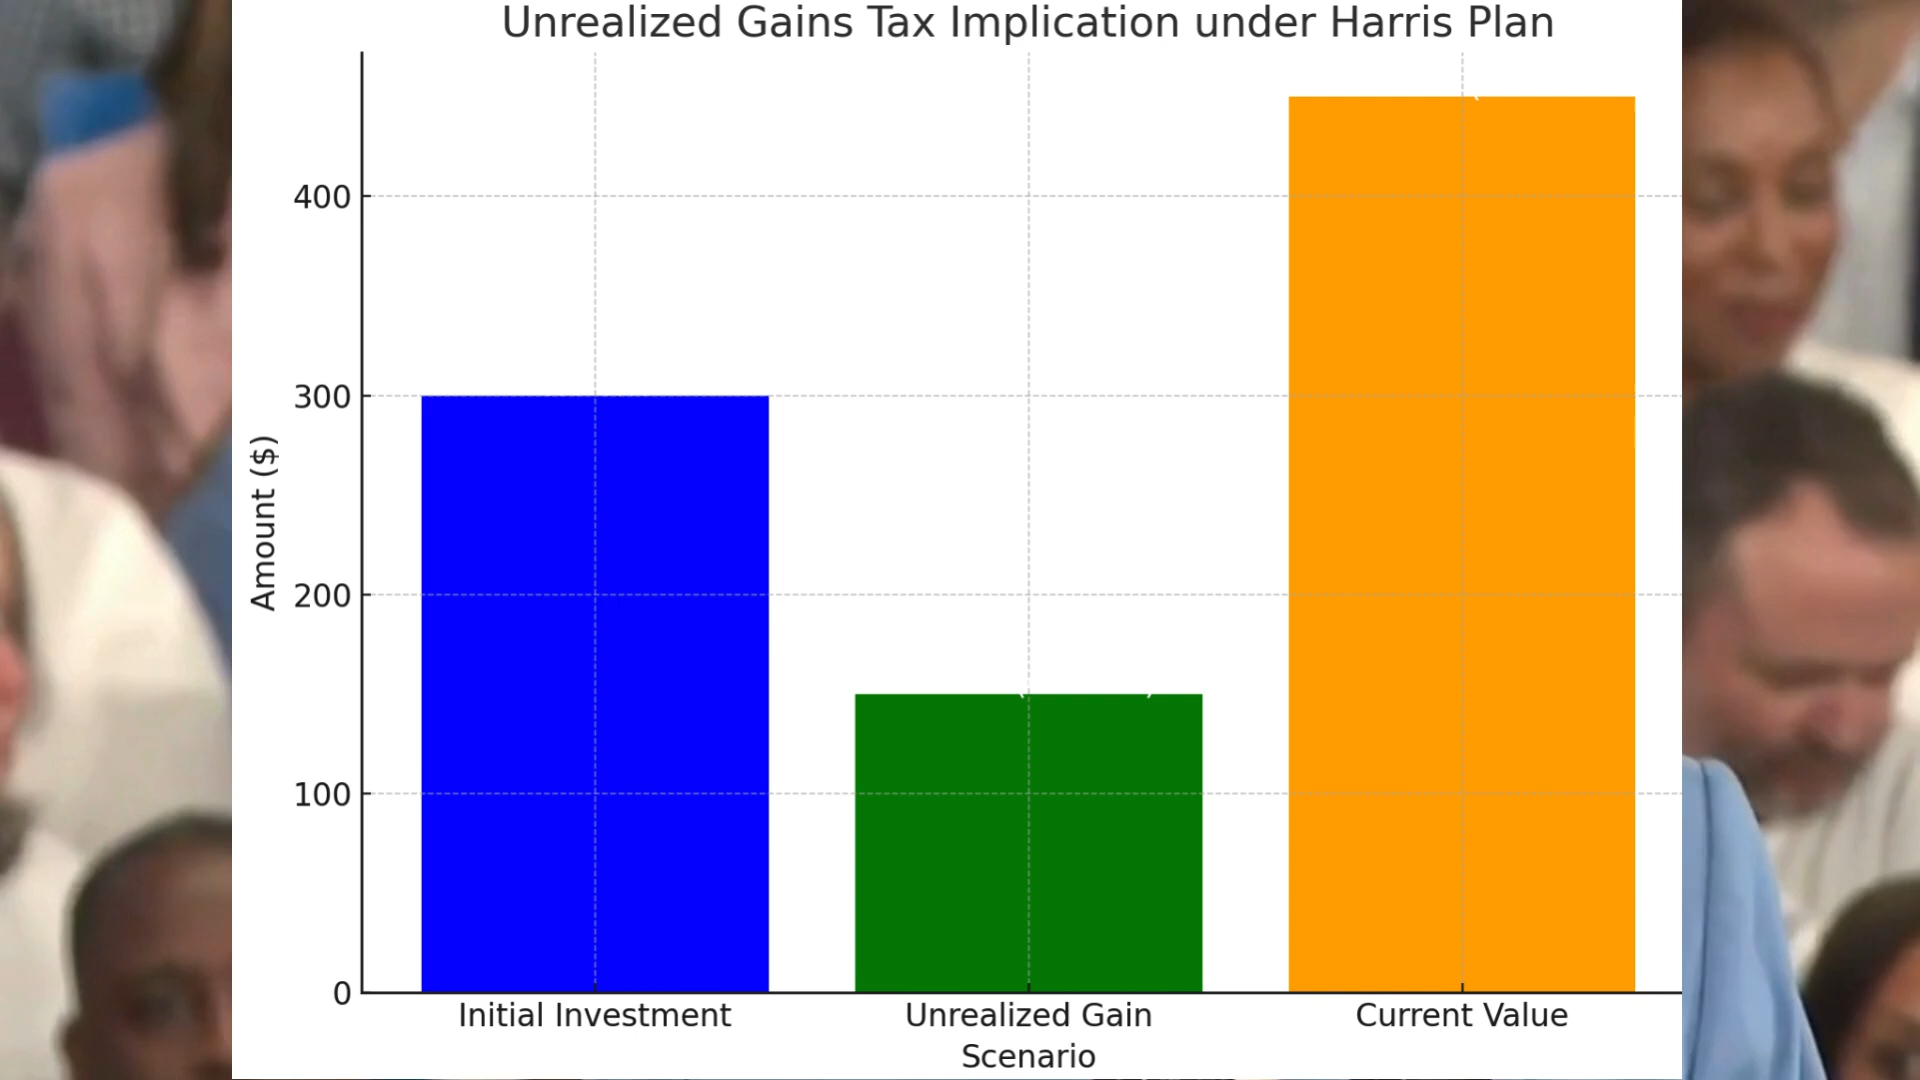 Unrealized Gains Tax Implication under Harris Plan
Amount ($)
400
300
200
100
0
Initial Investment
Unrealized Gain
Current Value
Scenario